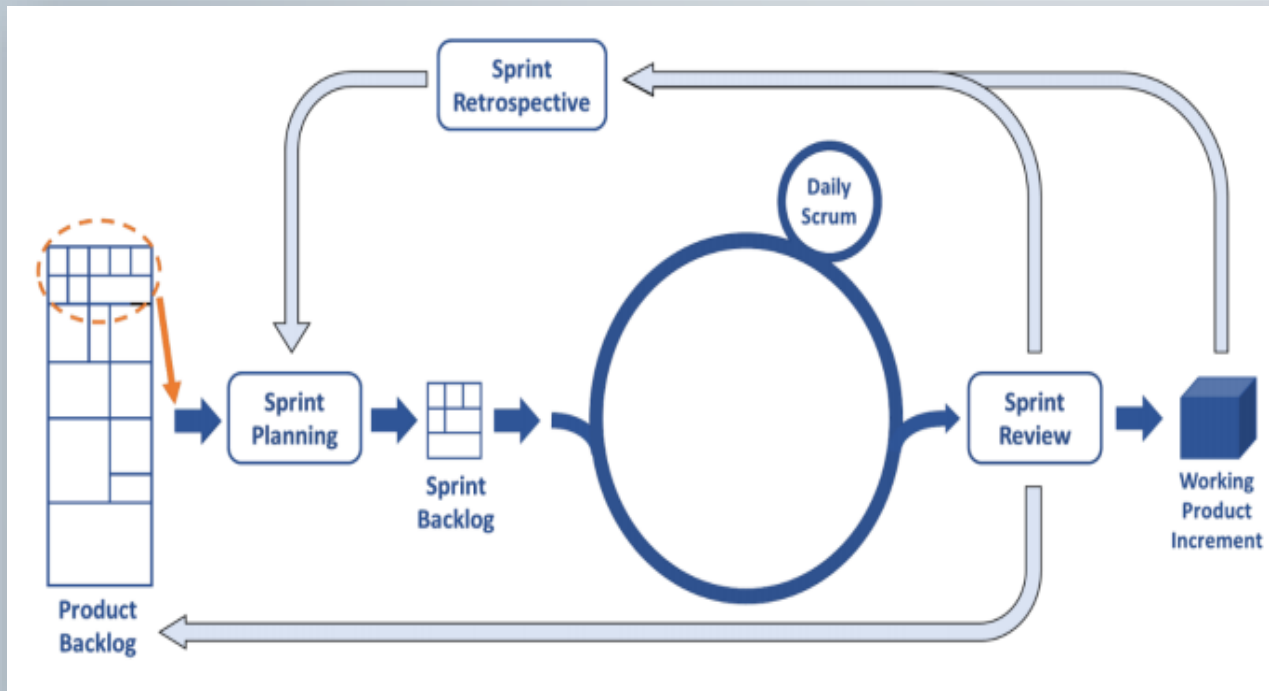 Sprint
Retrospective
Daily
Scrum
Sprint
Planning
Sprint
Backlog
Sprint
Review
Working
Product
Increment
Product
Backlog